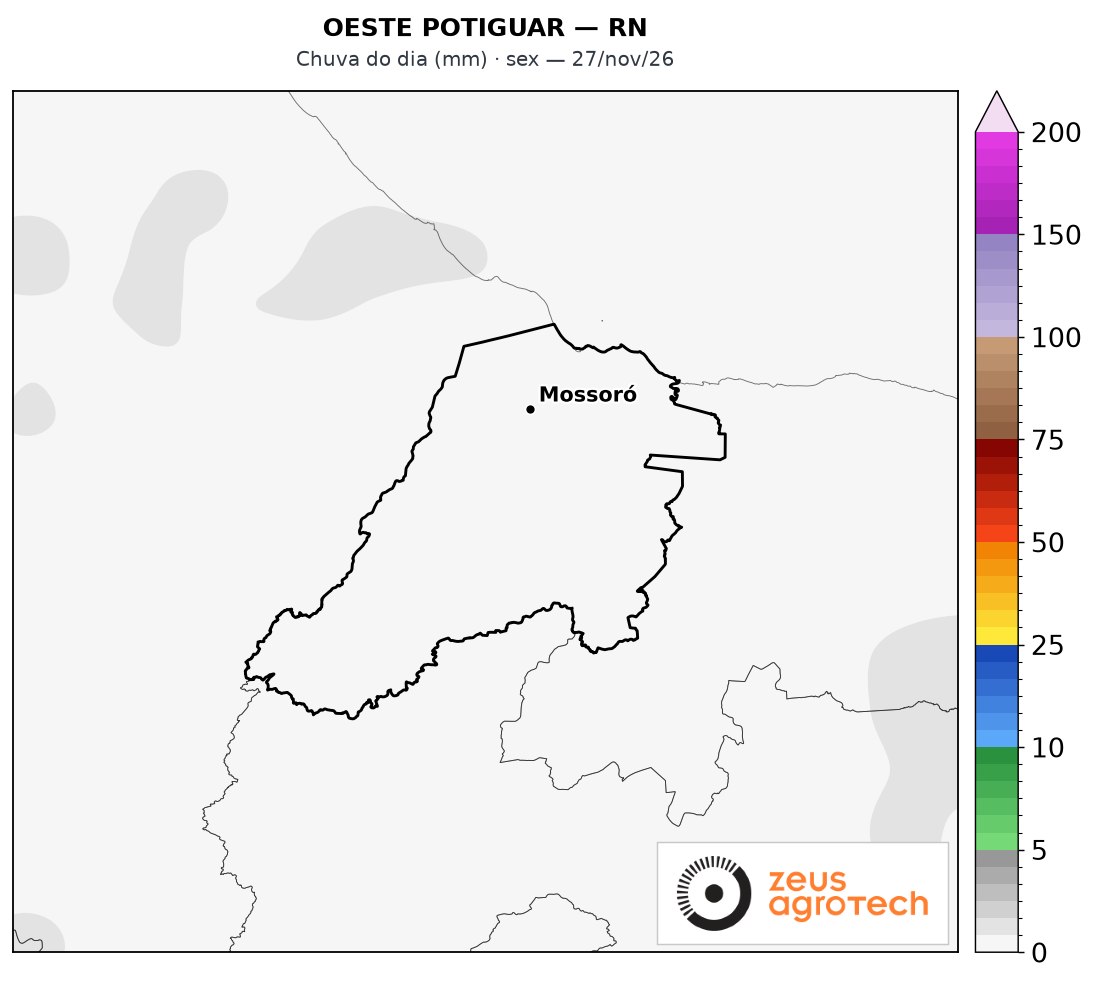 OESTE POTIGUAR — RN
Chuva do dia (mm) · sex — 27/nov/26
Mossoró
200
150
100
75
50
25
10
5
0
zeus
agrotech